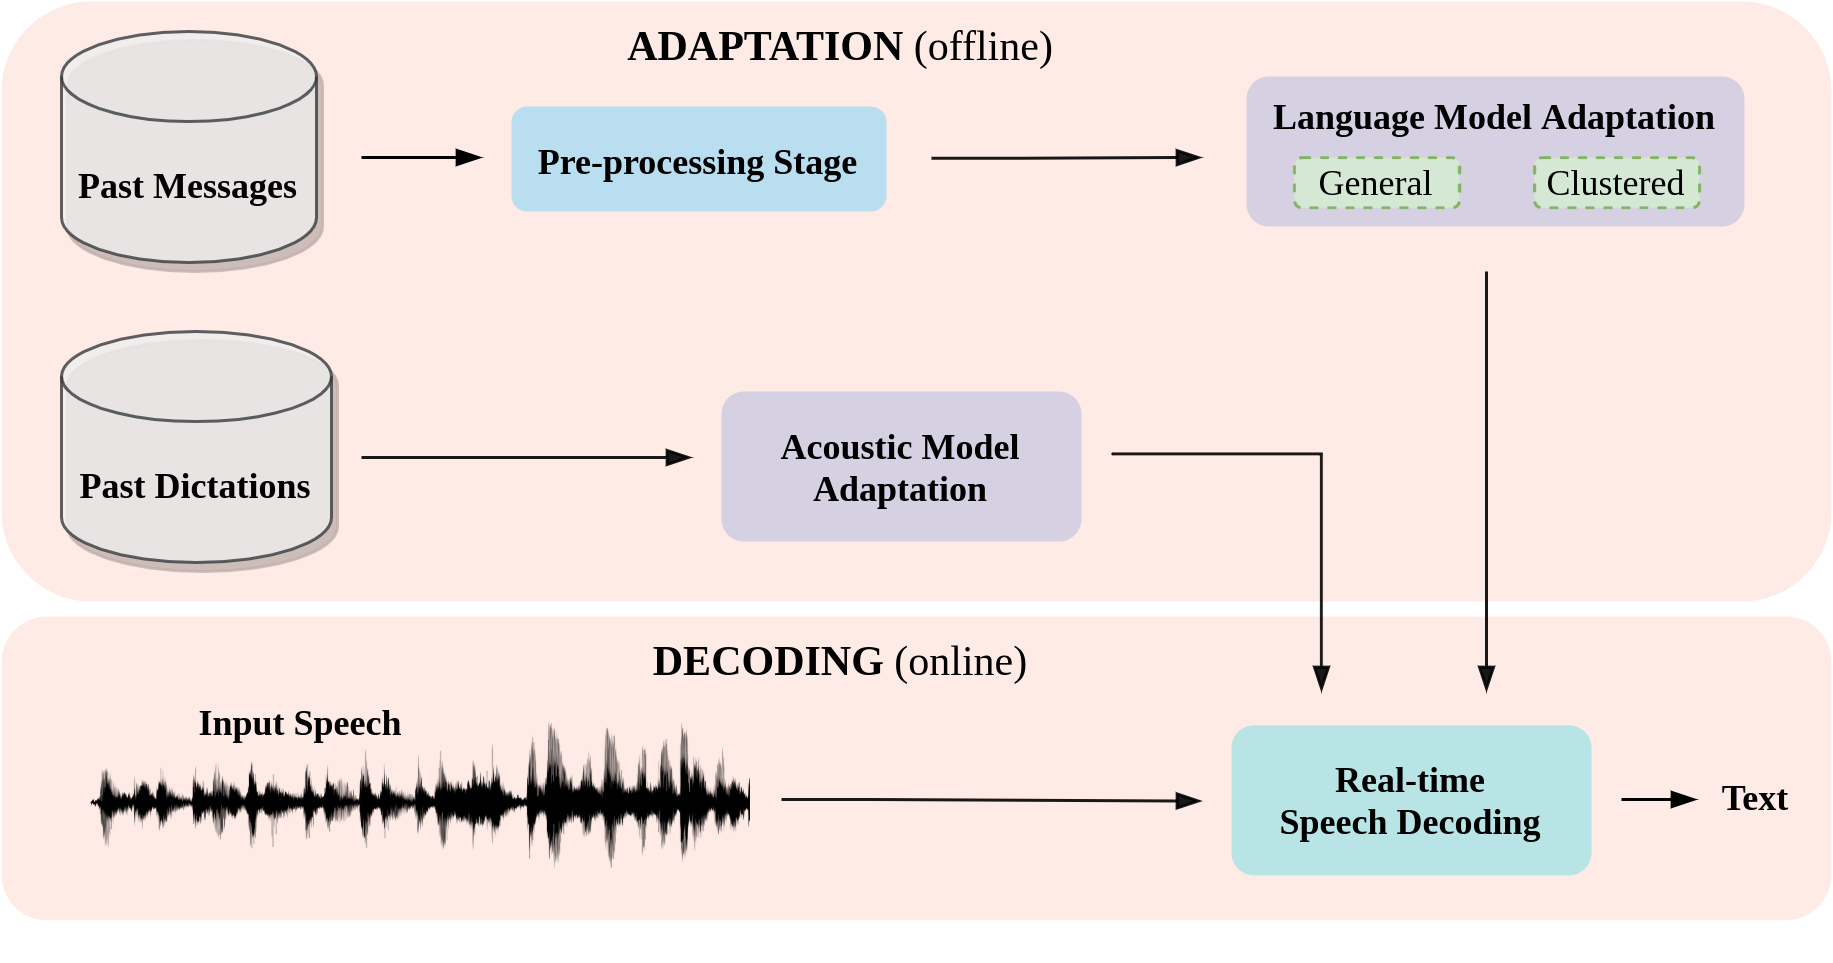 ADAPTATION (offline)
Past Messages
Pre-processing Stage
Language Model Adaptation
General
Clustered
Past Dictations
Acoustic Model
Adaptation
DECODING (online)
Input Speech
Real-time
Speech Decoding
Text